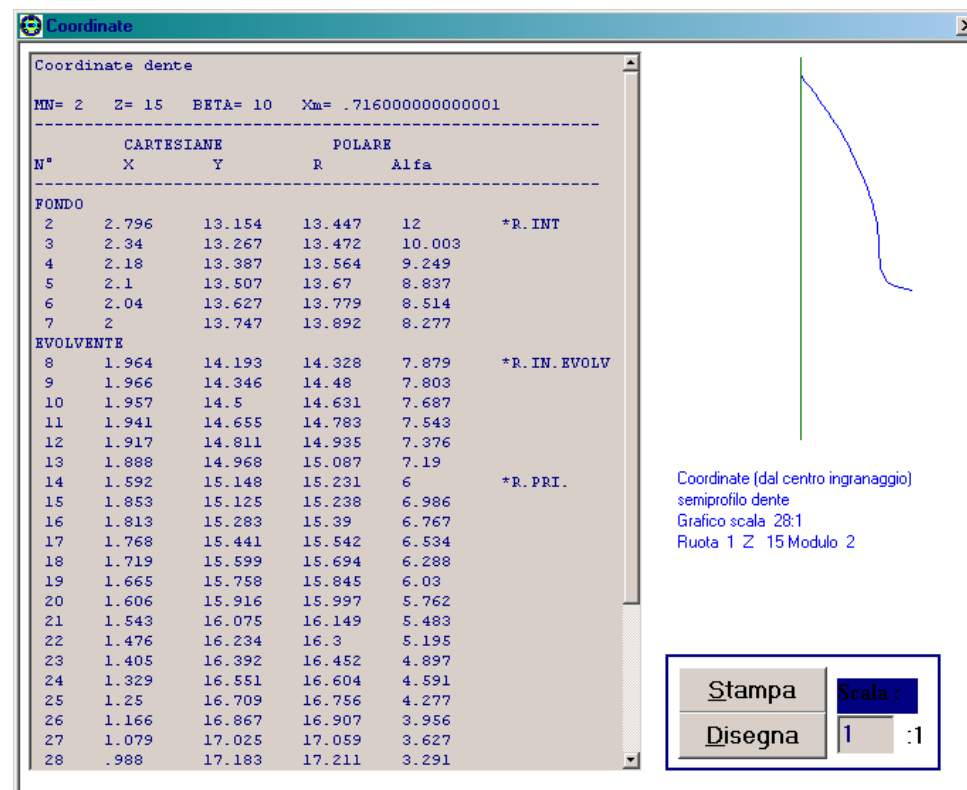 Coordinate
Coordinate dente
MN= 2 Z= 15 BETA= 10 Xm= .716000000000001
------------------------------------------------------------
CARTESIANE POLARE
N° X Y R Alfa
------------------------------------------------------------
FONDO
2 2.796 13.154 13.447 12 *R.INT
3 2.34 13.267 13.472 10.003
4 2.18 13.387 13.564 9.249
5 2.1 13.507 13.67 8.837
6 2.04 13.627 13.779 8.514
7 2 13.747 13.892 8.277
EVOLVENTE
8 1.964 14.193 14.328 7.879 *R.IN.EVOLV
9 1.966 14.346 14.48 7.803
10 1.957 14.5 14.631 7.687
11 1.941 14.655 14.783 7.543
12 1.917 14.811 14.935 7.376
13 1.888 14.968 15.087 7.19
14 1.592 15.148 15.231 6 *R.PRI.
15 1.853 15.125 15.238 6.986
16 1.813 15.283 15.39 6.767
17 1.768 15.441 15.542 6.534
18 1.719 15.599 15.694 6.288
19 1.665 15.758 15.845 6.03
20 1.606 15.916 15.997 5.762
21 1.543 16.075 16.149 5.483
22 1.476 16.234 16.3 5.195
23 1.405 16.392 16.452 4.897
24 1.329 16.551 16.604 4.591
25 1.25 16.709 16.756 4.277
26 1.166 16.867 16.907 3.956
27 1.079 17.025 17.059 3.627
28 .988 17.183 17.211 3.291
Coordinate (dal centro ingranaggio)
semiprofilo dente
Grafico scala 28:1
Ruota 1 Z 15 Modulo 2
Stampa
Scala :
Disegna
1 :1